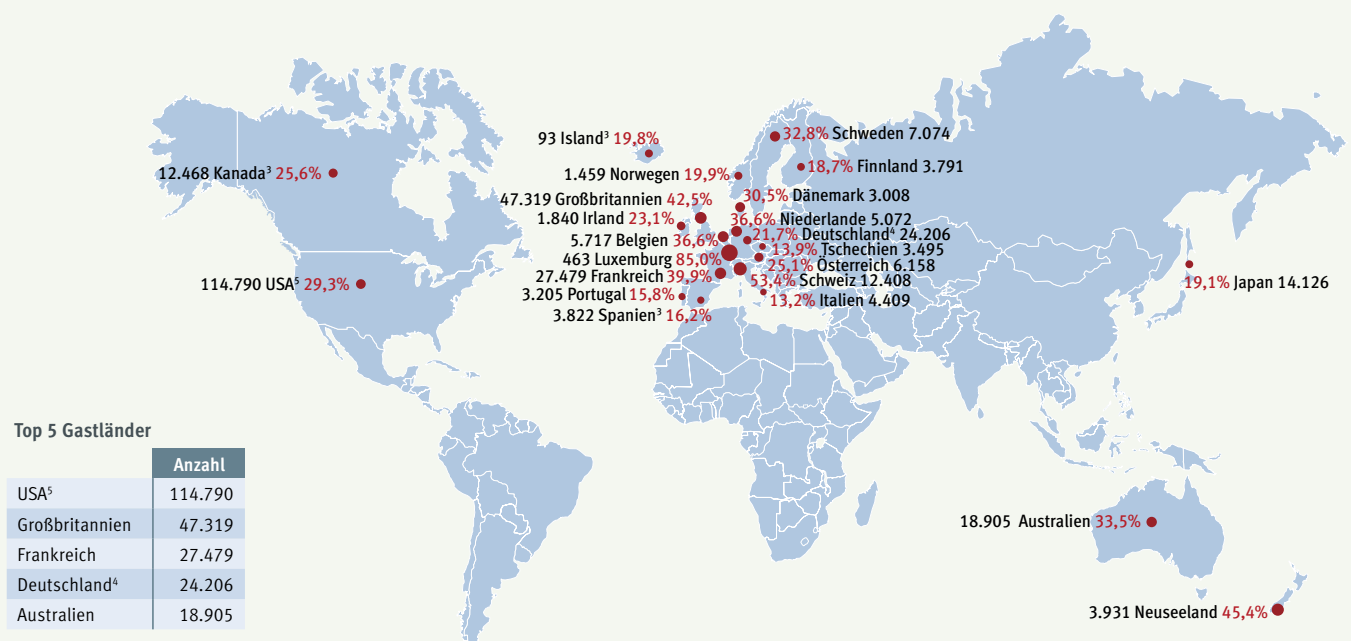 93 Island³ 19,8%
32,8% Schweden 7.074
18,7% Finnland 3.791
12.468 Kanada³ 25,6%
1.459 Norwegen 19,9%
47.319 Großbritannien 42,5%
30,5% Dänemark 3.008
1.840 Irland 23,1%
36,6% Niederlande 5.072
5.717 Belgien 36,6%
21,7% Deutschland⁴ 24.206
13,9% Tschechien 3.495
463 Luxemburg 85,0%
25,1% Österreich 6.158
27.479 Frankreich 39,9%
53,4% Schweiz 12.408
114.790 USA⁵ 29,3%
19,1% Japan 14.126
3.205 Portugal 15,8%
13,2% Italien 4.409
3.822 Spanien³ 16,2%
Top 5 Gastländer
Anzahl
USA⁵ 114.790
Großbritannien 47.319
Frankreich 27.479
Deutschland⁴ 24.206
Australien 18.905
18.905 Australien 33,5%
3.931 Neuseeland 45,4%